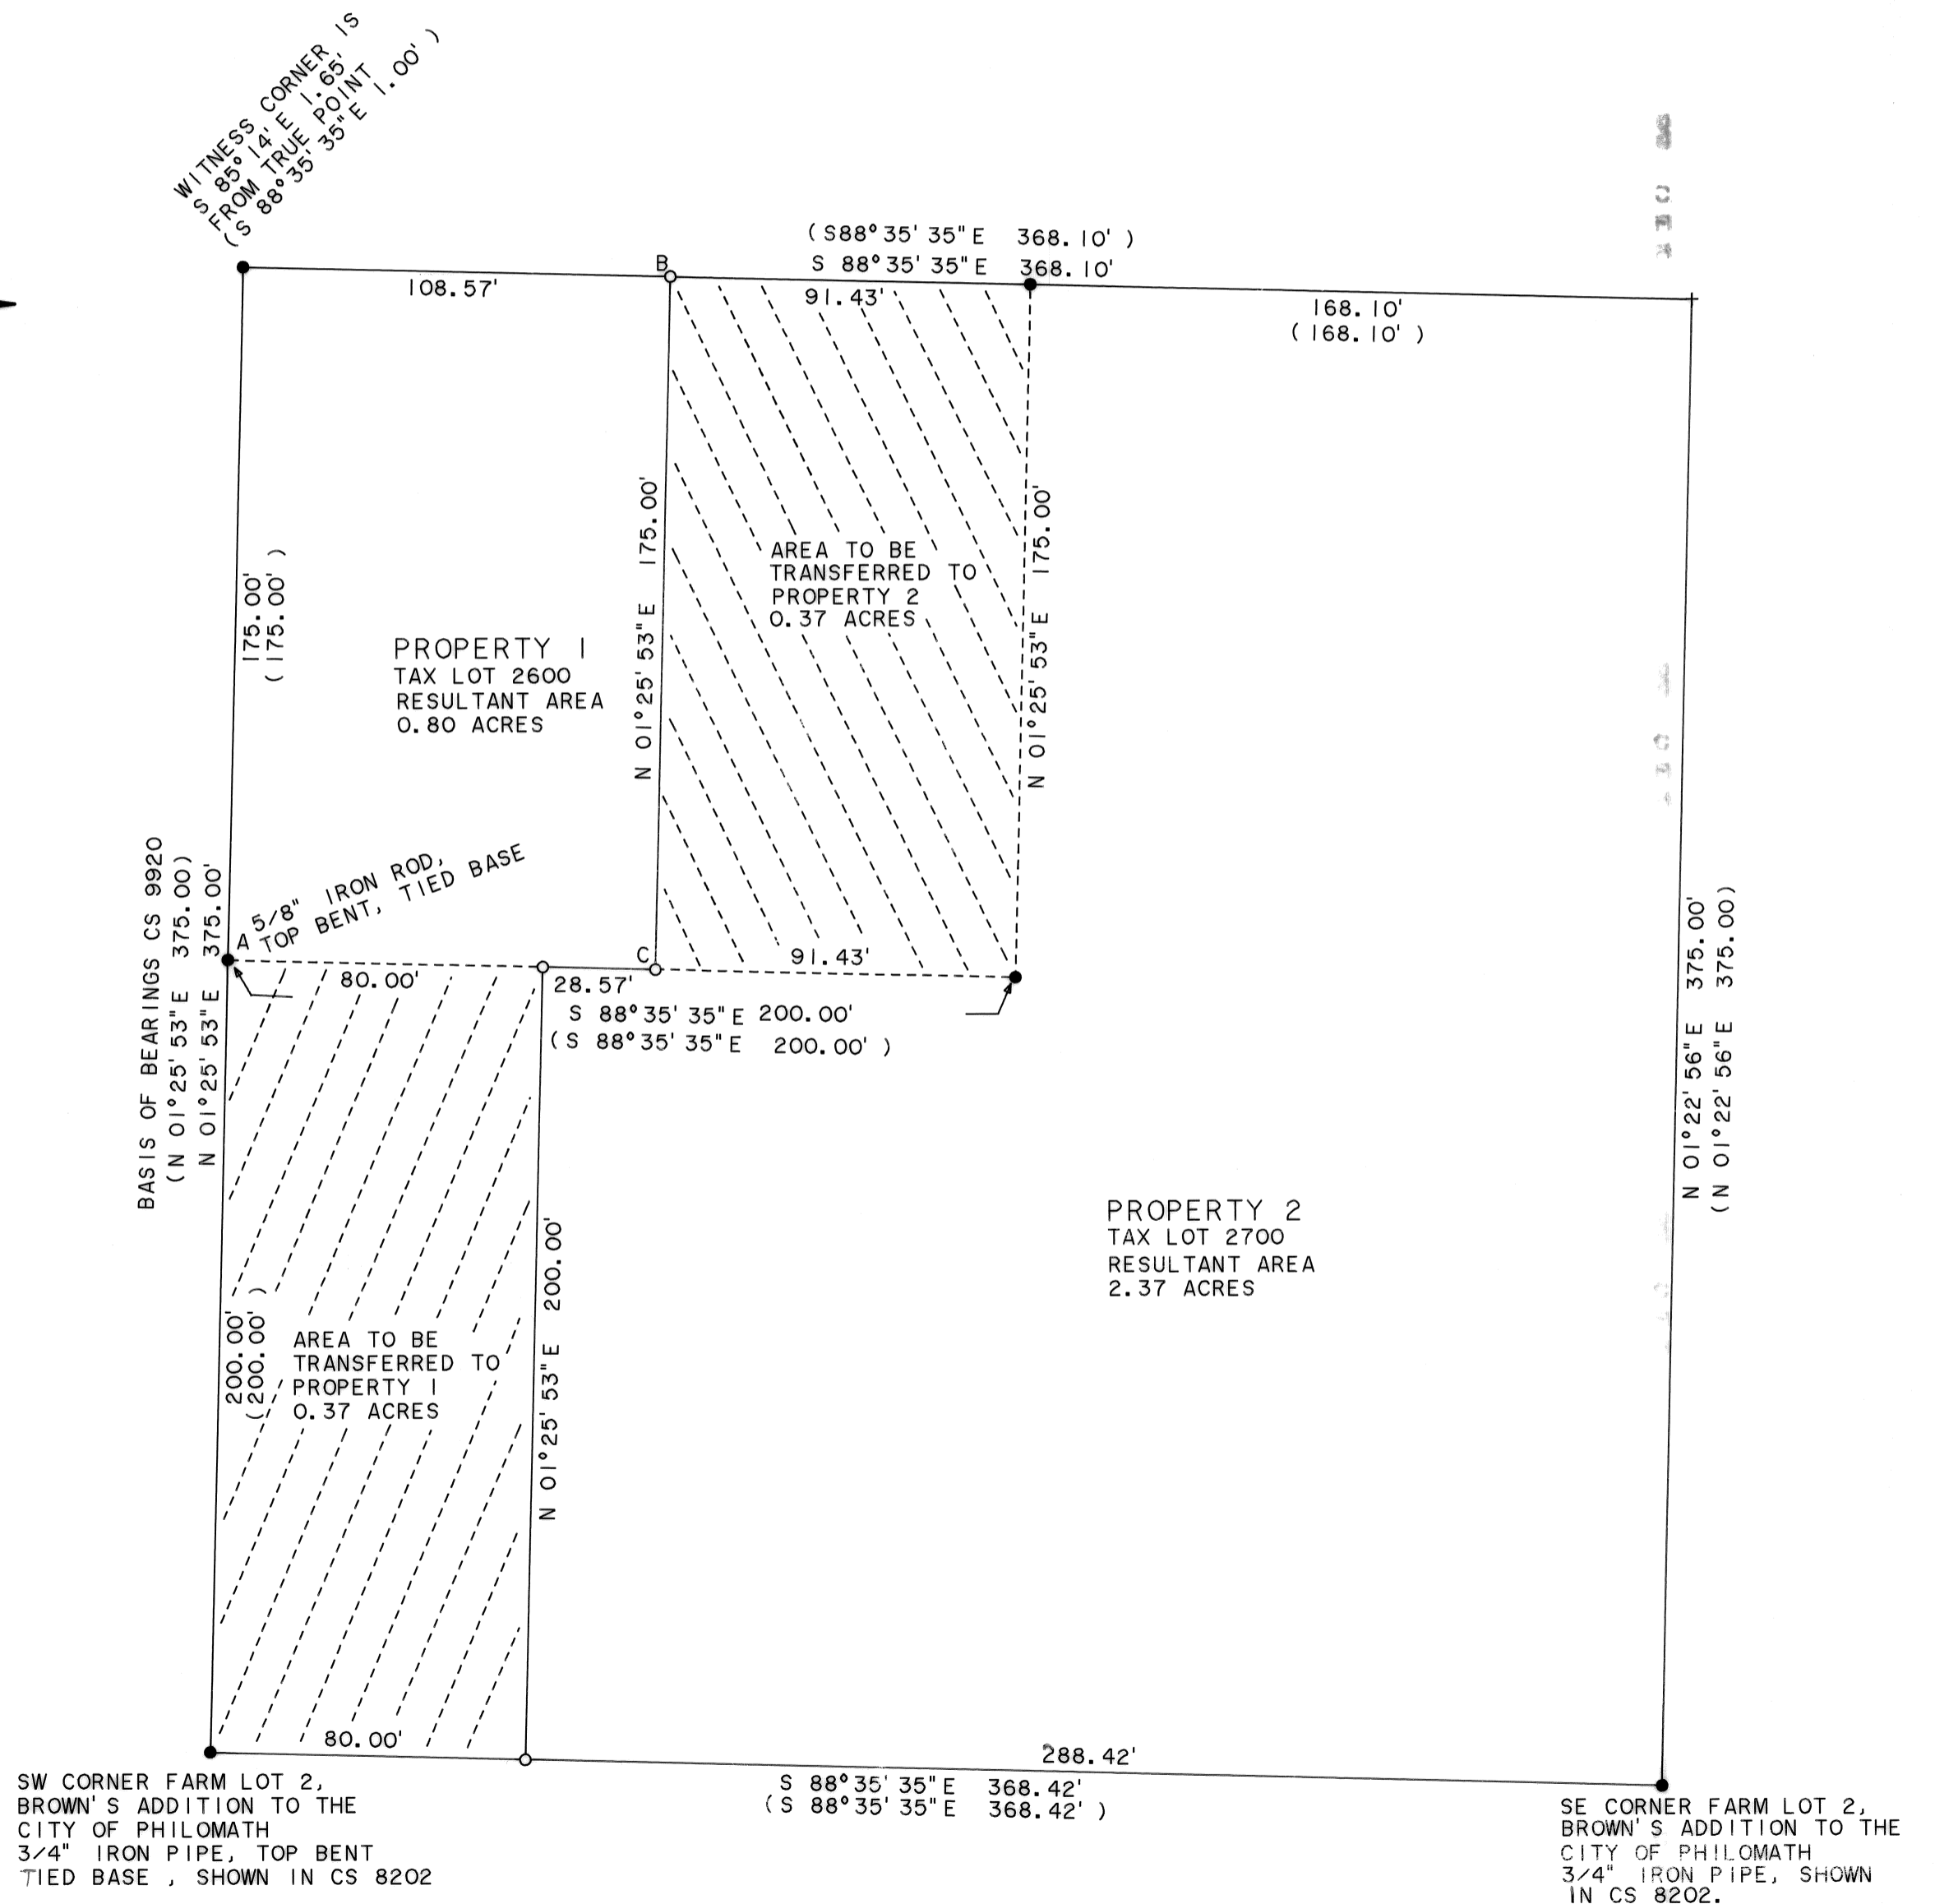 WITNESS CORNER IS
S 85° 14' E 1.65'
FROM TRUE POINT
(S 88°35'35"E 1.00')
(S88°35'35"E 368.10')
S 88°35'35"E 368.10'
B
108.57'
91.43'
168.10'
(168.10')
175.00'
(175.00')
N 01°25'53"E 175.00'
N 01°25'53"E 175.00'
AREA TO BE
TRANSFERRED TO
PROPERTY 2
0.37 ACRES
PROPERTY 1
TAX LOT 2600
RESULTANT AREA
0.80 ACRES
5/8" IRON ROD,
TOP BENT, TIED BASE
A
C
BASIS OF BEARINGS CS 9920
(N 01°25'53"E 375.00)
N 01°25'53"E 375.00'
80.00'
28.57'
91.43'
S 88°35'35"E 200.00'
(S 88°35'35"E 200.00')
N 01°22'56"E 375.00'
(N 01°22'56"E 375.00)
PROPERTY 2
TAX LOT 2700
RESULTANT AREA
2.37 ACRES
200.00'
(200.00')
AREA TO BE
TRANSFERRED TO
PROPERTY 1
0.37 ACRES
N 01°25'53"E 200.00'
80.00'
288.42'
S 88°35'35"E 368.42'
(S 88°35'35"E 368.42')
SW CORNER FARM LOT 2,
BROWN'S ADDITION TO THE
CITY OF PHILOMATH
3/4" IRON PIPE, TOP BENT
TIED BASE , SHOWN IN CS 8202
SE CORNER FARM LOT 2,
BROWN'S ADDITION TO THE
CITY OF PHILOMATH
3/4" IRON PIPE, SHOWN
IN CS 8202.